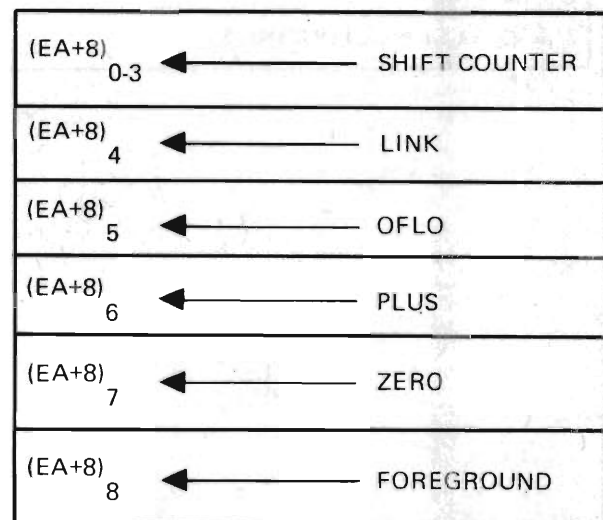 (EA+8) 0-3 ← SHIFT COUNTER
(EA+8) 4 ← LINK
(EA+8) 5 ← OFLO
(EA+8) 6 ← PLUS
(EA+8) 7 ← ZERO
(EA+8) 8 ← FOREGROUND